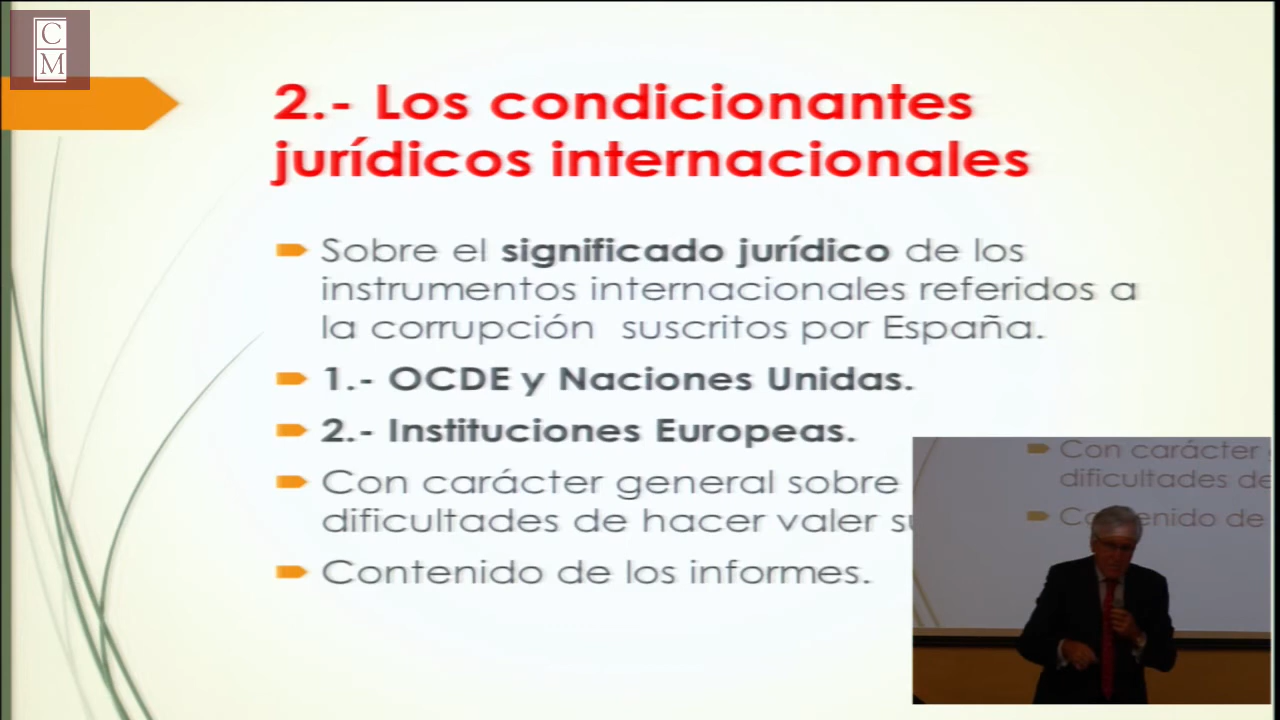 C
M
2.- Los condicionantes
jurídicos internacionales
Sobre el significado jurídico de los
instrumentos internacionales referidos a
la corrupción suscritos por España.
1.- OCDE y Naciones Unidas.
2.- Instituciones Europeas.
Con carácter general sobre
dificultades de hacer valer
Contenido de los informes.
Con carácter
dificultades
de